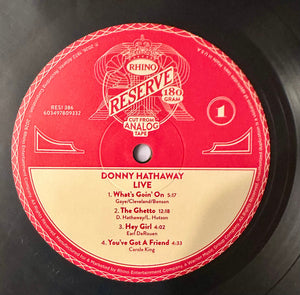 RHINO
RESERVE
180
GRAM
CUT FROM
ANALOG
TAPE
RES1 386
603497809332
1
DONNY HATHAWAY
LIVE
1. What's Goin' On 5:17
Gaye/Cleveland/Benson
2. The Ghetto 12:18
D. Hathaway/L. Hutson
3. Hey Girl 4:02
Earl DeRouen
4. You've Got A Friend 4:33
Carole King